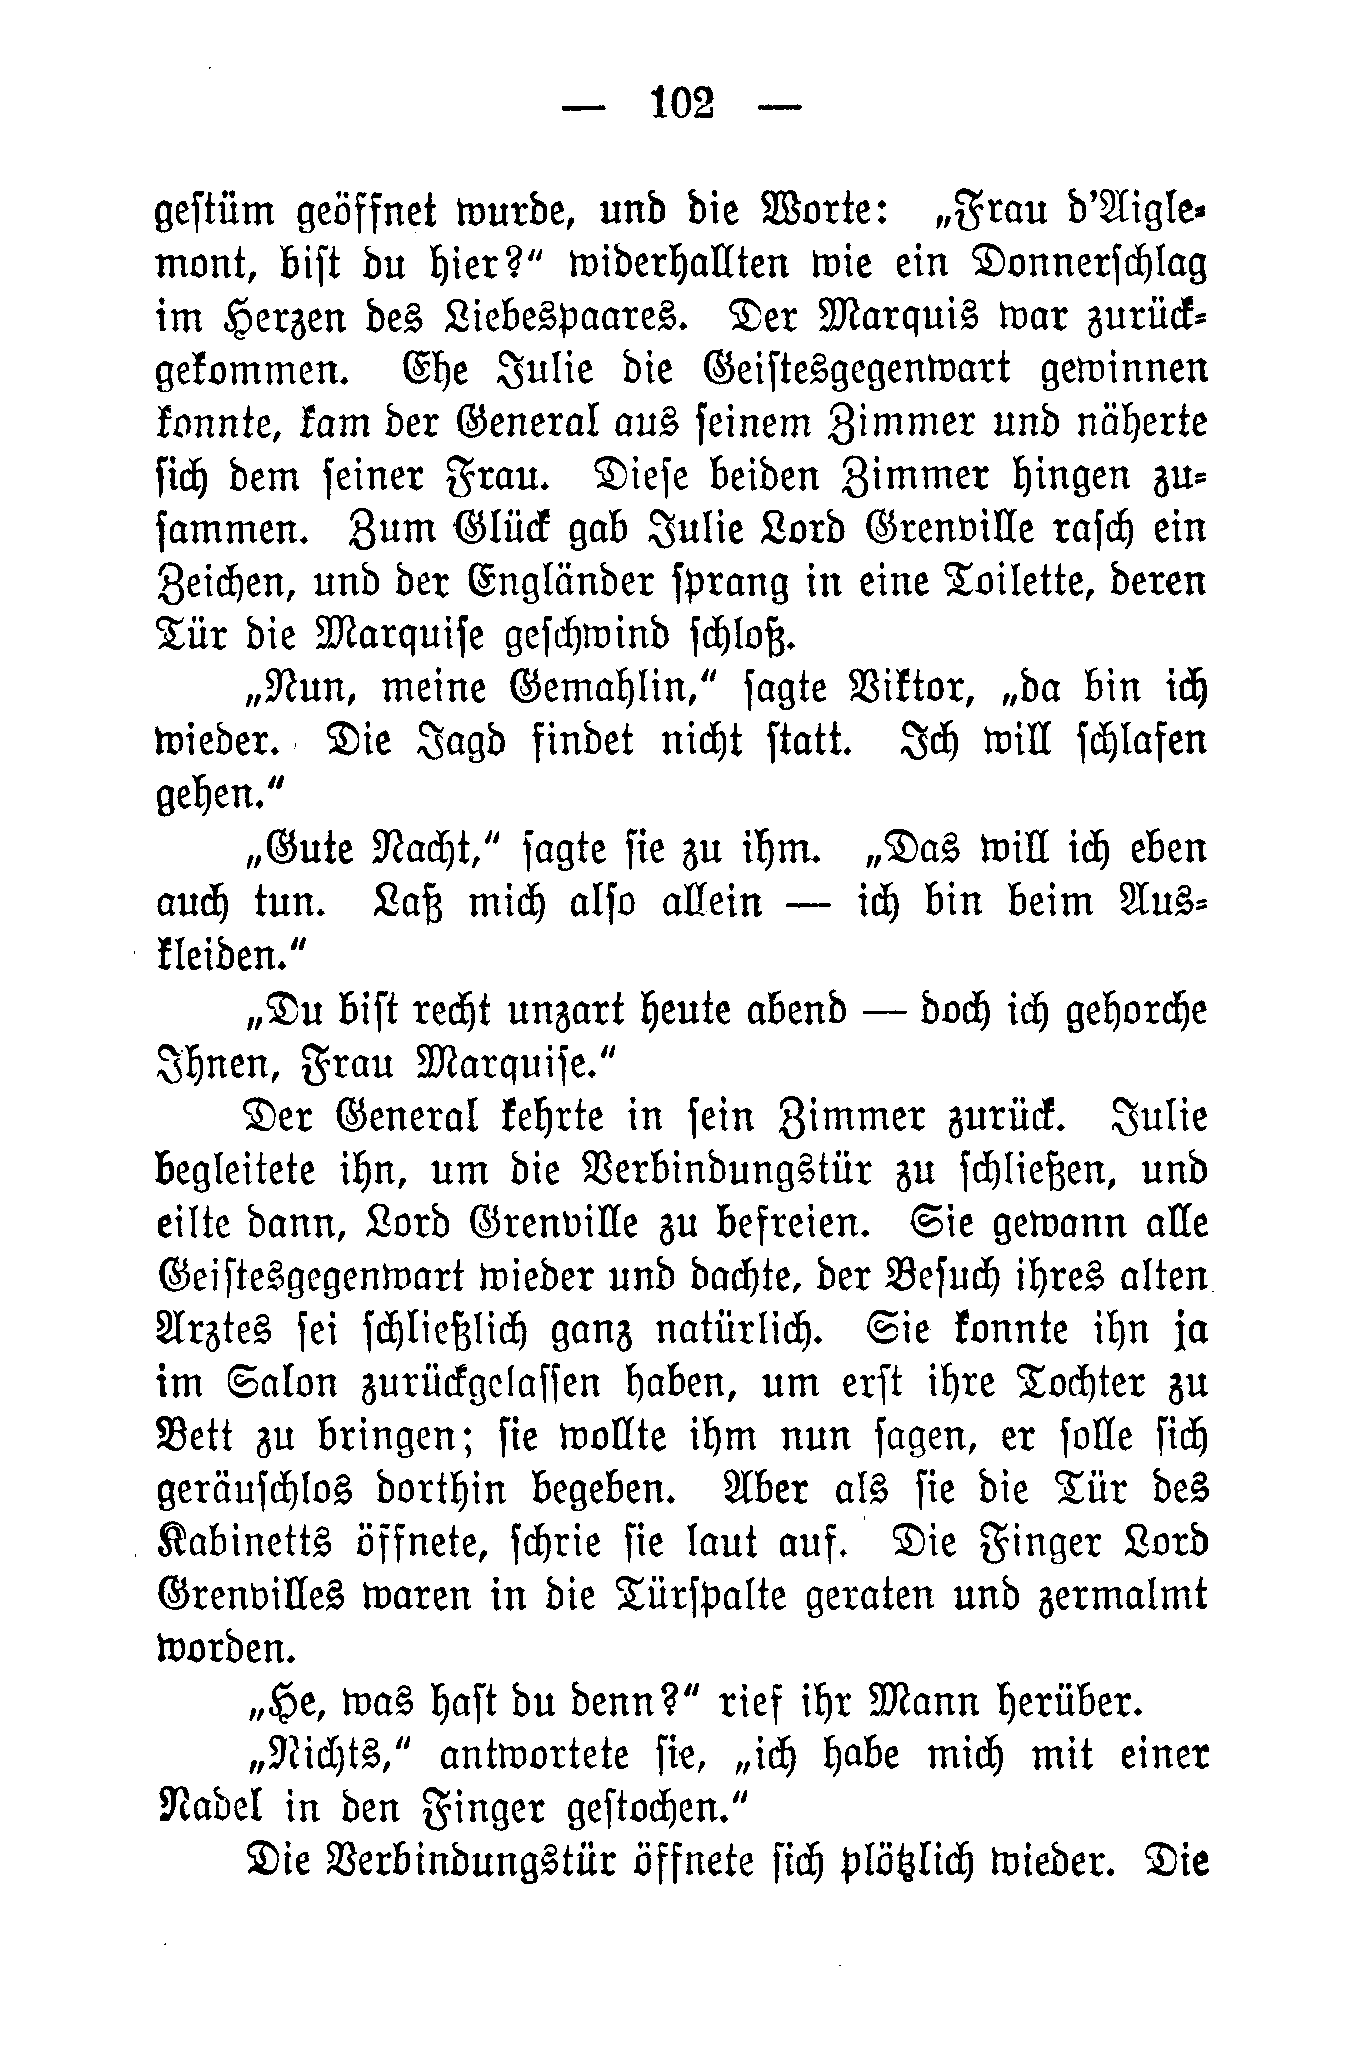 — 102 —
geſtüm geöffnet wurde, und die Worte: „Frau d'Aigle-
mont, biſt du hier?“ widerhallten wie ein Donnerſchlag
im Herzen des Liebespaares. Der Marquis war zurück-
gekommen. Ehe Julie die Geiſtesgegenwart gewinnen
konnte, kam der General aus ſeinem Zimmer und näherte
ſich dem ſeiner Frau. Dieſe beiden Zimmer hingen zu-
ſammen. Zum Glück gab Julie Lord Grenville raſch ein
Zeichen, und der Engländer ſprang in eine Toilette, deren
Tür die Marquiſe geſchwind ſchloß.
„Nun, meine Gemahlin,“ ſagte Viktor, „da bin ich
wieder. Die Jagd findet nicht ſtatt. Ich will ſchlafen
gehen.“
„Gute Nacht,“ ſagte ſie zu ihm. „Das will ich eben
auch tun. Laß mich alſo allein — ich bin beim Aus-
kleiden.“
„Du biſt recht unzart heute abend — doch ich gehorche
Ihnen, Frau Marquiſe.“
Der General kehrte in ſein Zimmer zurück. Julie
begleitete ihn, um die Verbindungstür zu ſchließen, und
eilte dann, Lord Grenville zu befreien. Sie gewann alle
Geiſtesgegenwart wieder und dachte, der Beſuch ihres alten
Arztes ſei ſchließlich ganz natürlich. Sie konnte ihn ja
im Salon zurückgelaſſen haben, um erſt ihre Tochter zu
Bett zu bringen; ſie wollte ihm nun ſagen, er ſolle ſich
geräuſchlos dorthin begeben. Aber als ſie die Tür des
Kabinetts öffnete, ſchrie ſie laut auf. Die Finger Lord
Grenvilles waren in die Türſpalte geraten und zermalmt
worden.
„He, was haſt du denn?“ rief ihr Mann herüber.
„Nichts,“ antwortete ſie, „ich habe mich mit einer
Nadel in den Finger geſtochen.“
Die Verbindungstür öffnete ſich plötzlich wieder. Die